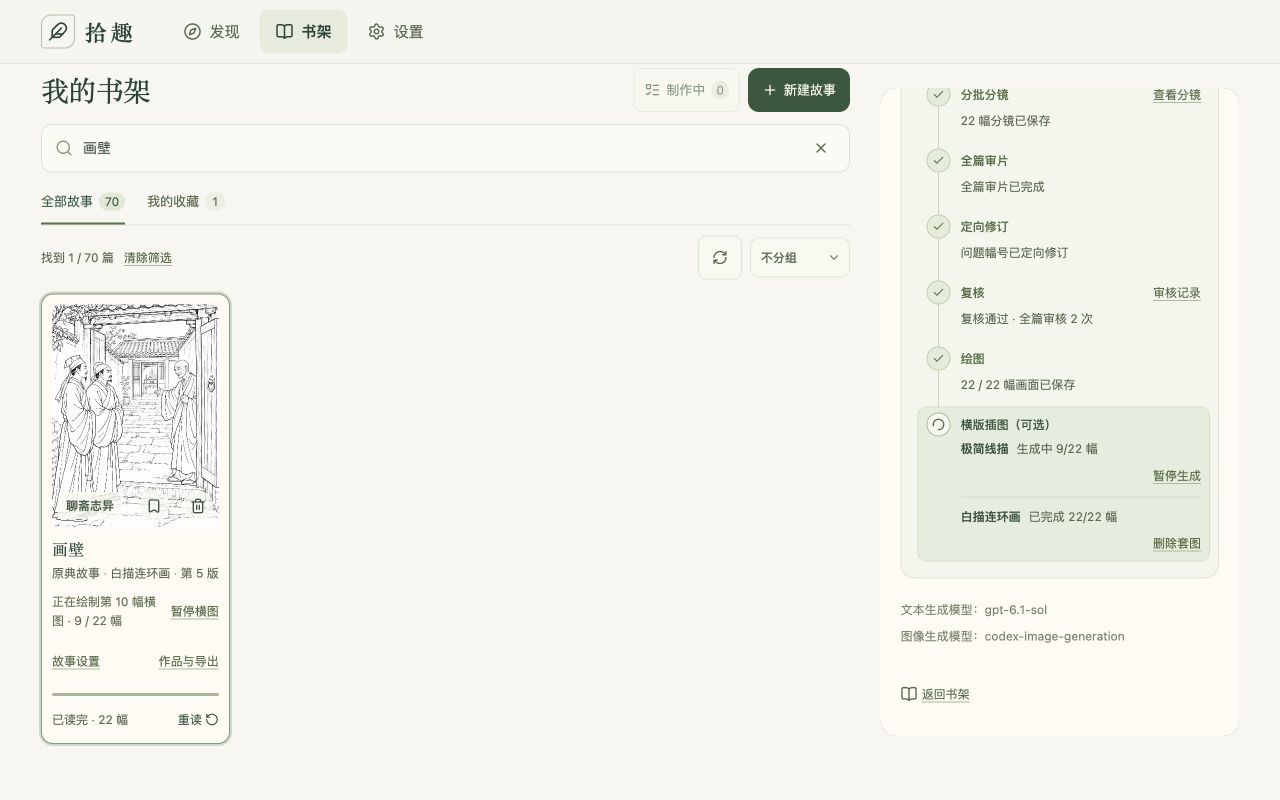 拾趣
发现
书架
设置
我的书架
制作中 0
新建故事
画壁
全部故事 70
我的收藏 1
找到 1 / 70 篇 清除筛选
不分组
聊斋志异
画壁
原典故事 · 白描连环画 · 第 5 版
正在绘制第 10 幅横
图 · 9 / 22 幅
暂停横图
故事设置
作品与导出
已读完 · 22 幅
重读
分批分镜
查看分镜
22 幅分镜已保存
全篇审片
全篇审片已完成
定向修订
问题幅号已定向修订
复核
审核记录
复核通过 · 全篇审核 2 次
绘图
22 / 22 幅画面已保存
横版插图（可选）
极简线描 生成中 9/22 幅
暂停生成
白描连环画 已完成 22/22 幅
删除套图
文本生成模型：gpt-6.1-sol
图像生成模型：codex-image-generation
返回书架